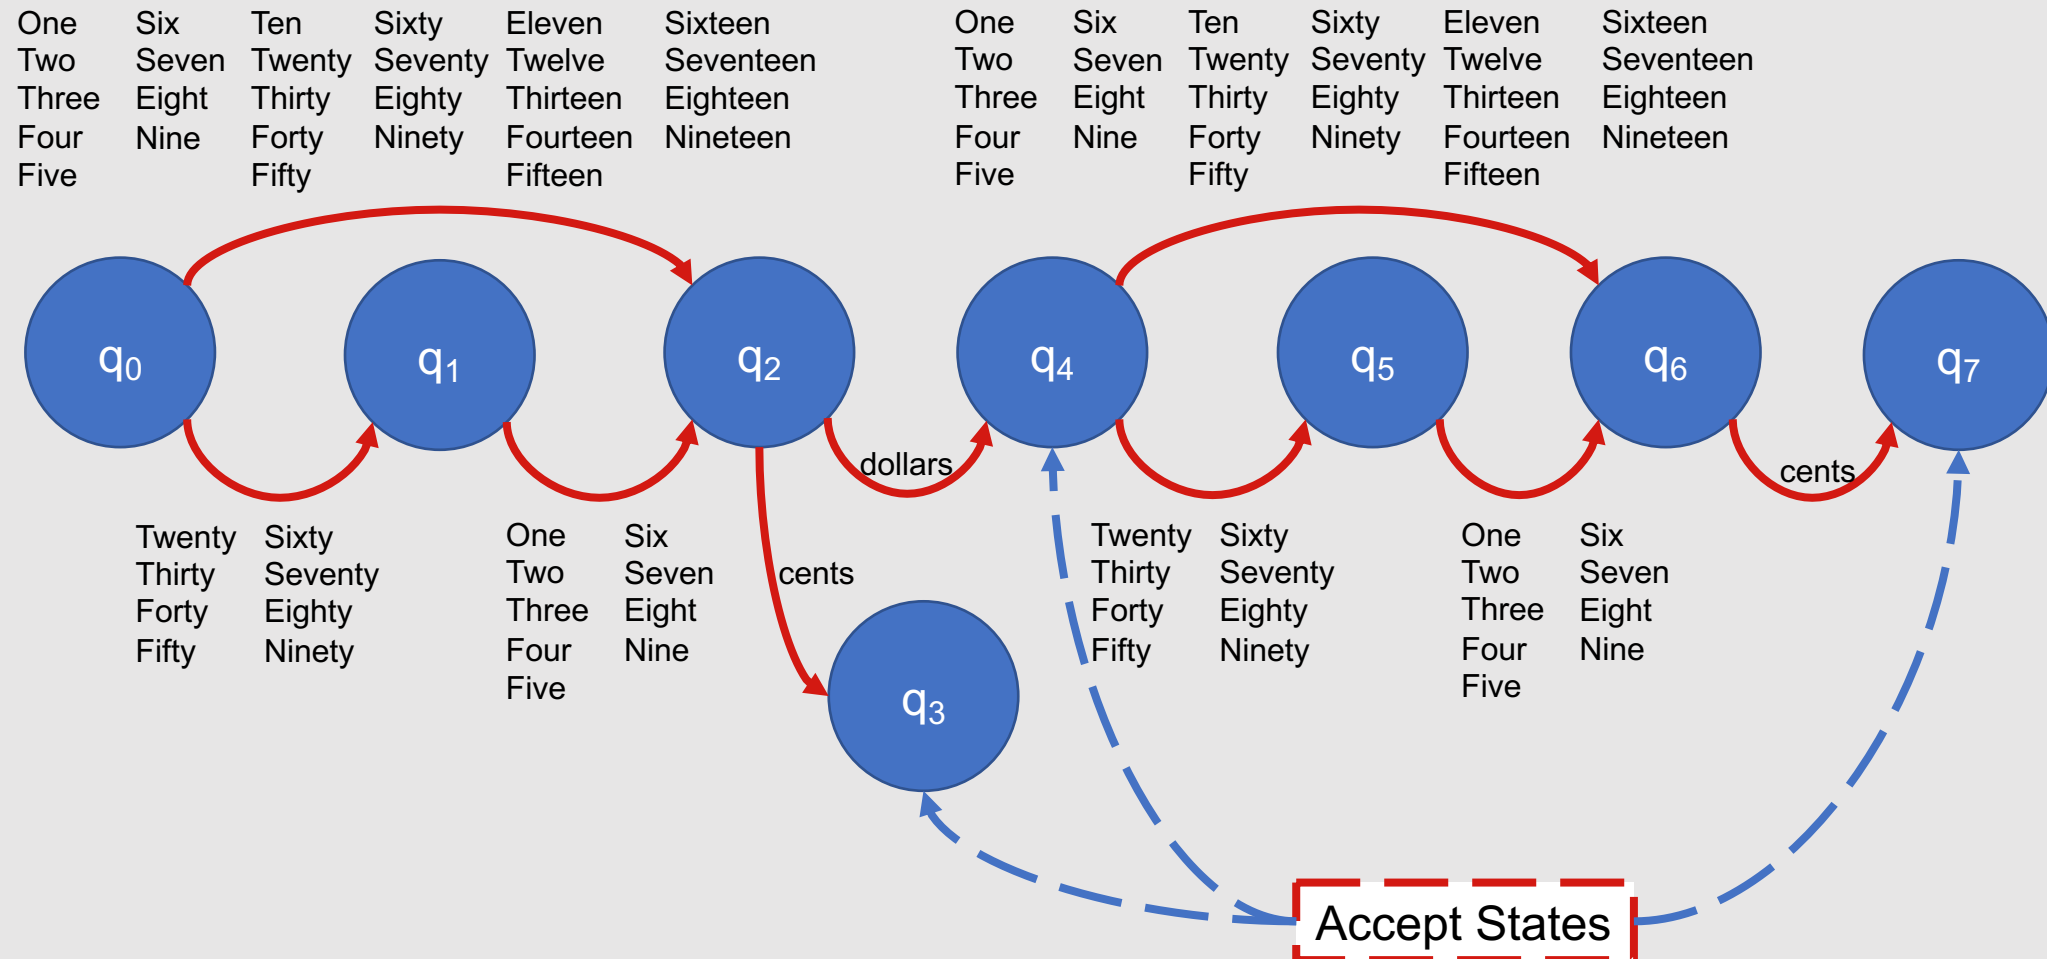 One Six Ten Sixty Eleven Sixteen
Two Seven Twenty Seventy Twelve Seventeen
Three Eight Thirty Eighty Thirteen Eighteen
Four Nine Forty Ninety Fourteen Nineteen
Five Fifty Fifteen
One Six Ten Sixty Eleven Sixteen
Two Seven Twenty Seventy Twelve Seventeen
Three Eight Thirty Eighty Thirteen Eighteen
Four Nine Forty Ninety Fourteen Nineteen
Five Fifty Fifteen
q0 q1 q2 q4 q5 q6 q7
dollars
cents
Twenty Sixty
Thirty Seventy
Forty Eighty
Fifty Ninety
One Six
Two Seven
Three Eight
Four Nine
Five
cents
Twenty Sixty
Thirty Seventy
Forty Eighty
Fifty Ninety
One Six
Two Seven
Three Eight
Four Nine
Five
q3
Accept States